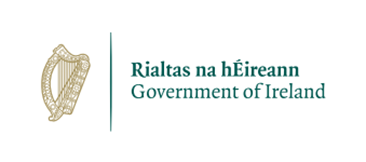 Rialtas na hÉireann
Government of Ireland